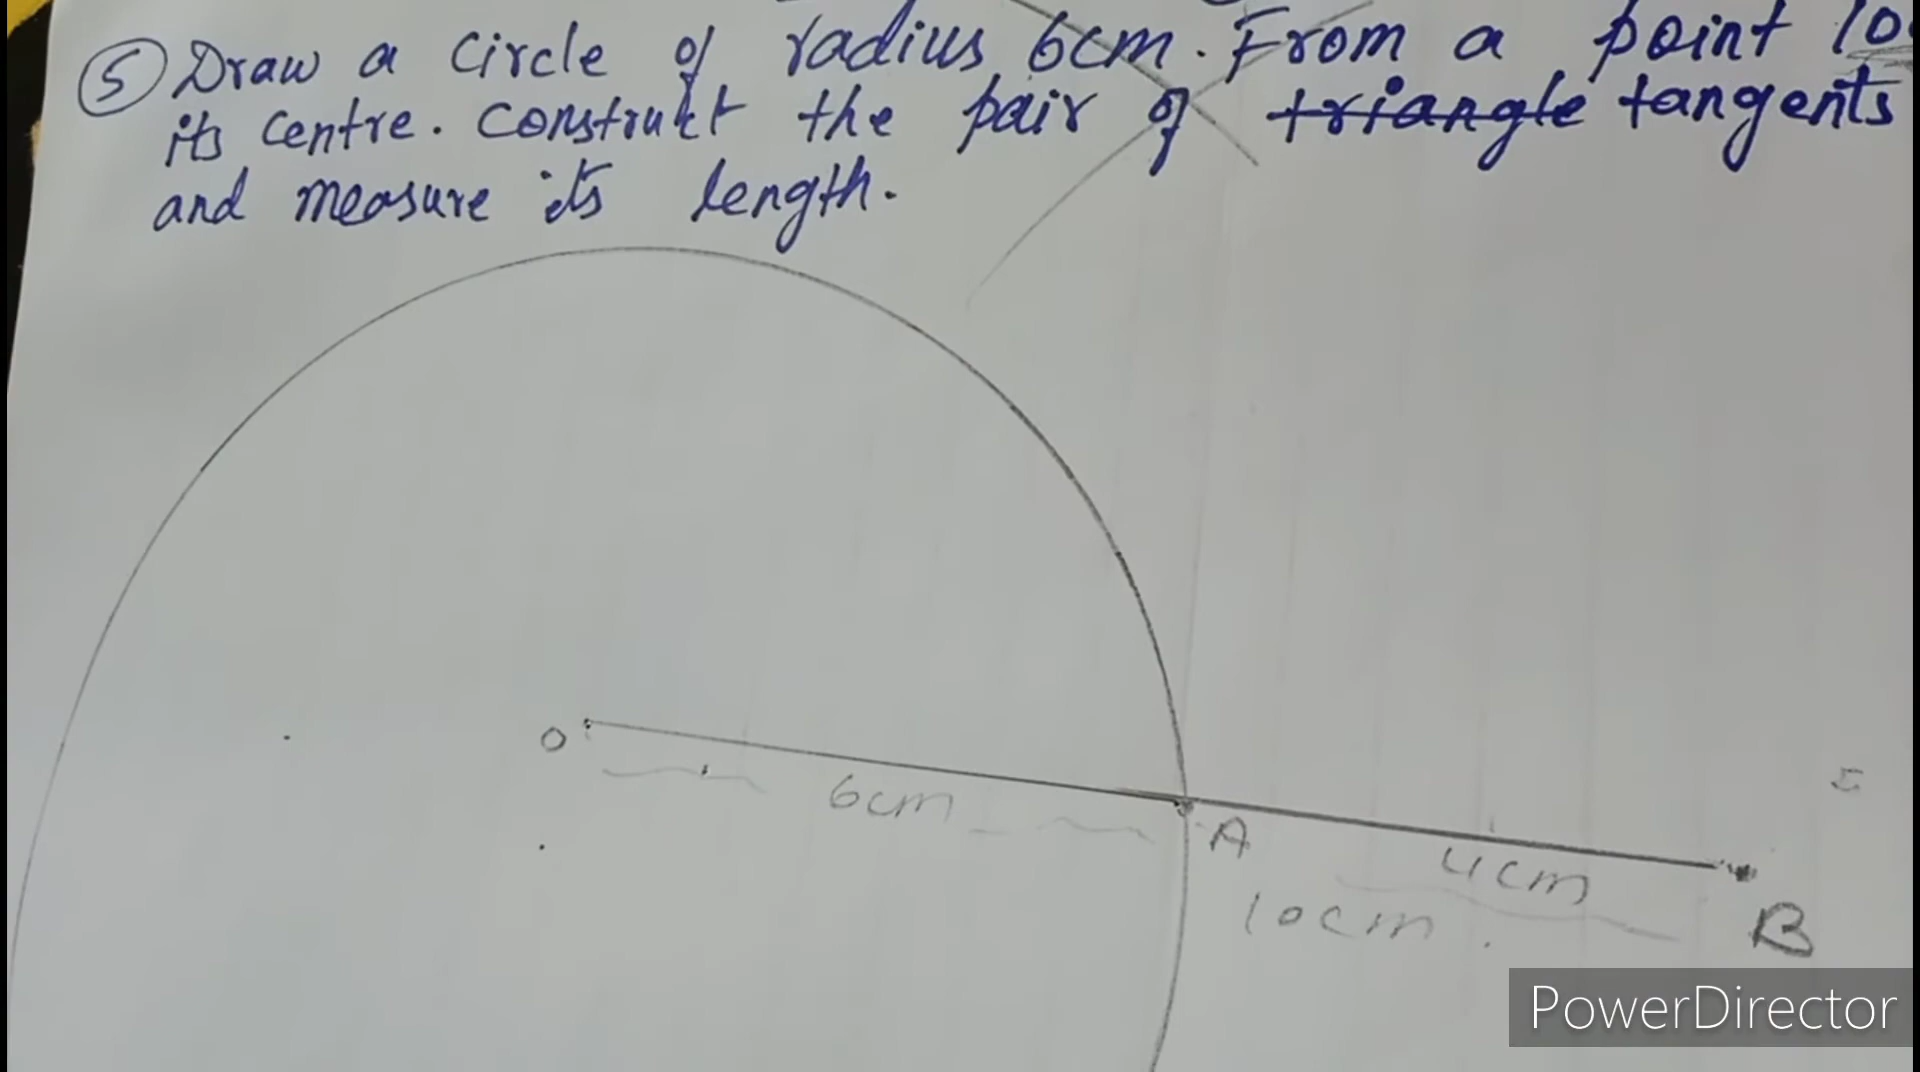 5 Draw a circle of radius 6cm. From a point 10
its centre. Construkt the pair of triangle tangents
and measure its length.
O
6cm
A
4cm
10cm.
B
PowerDirector